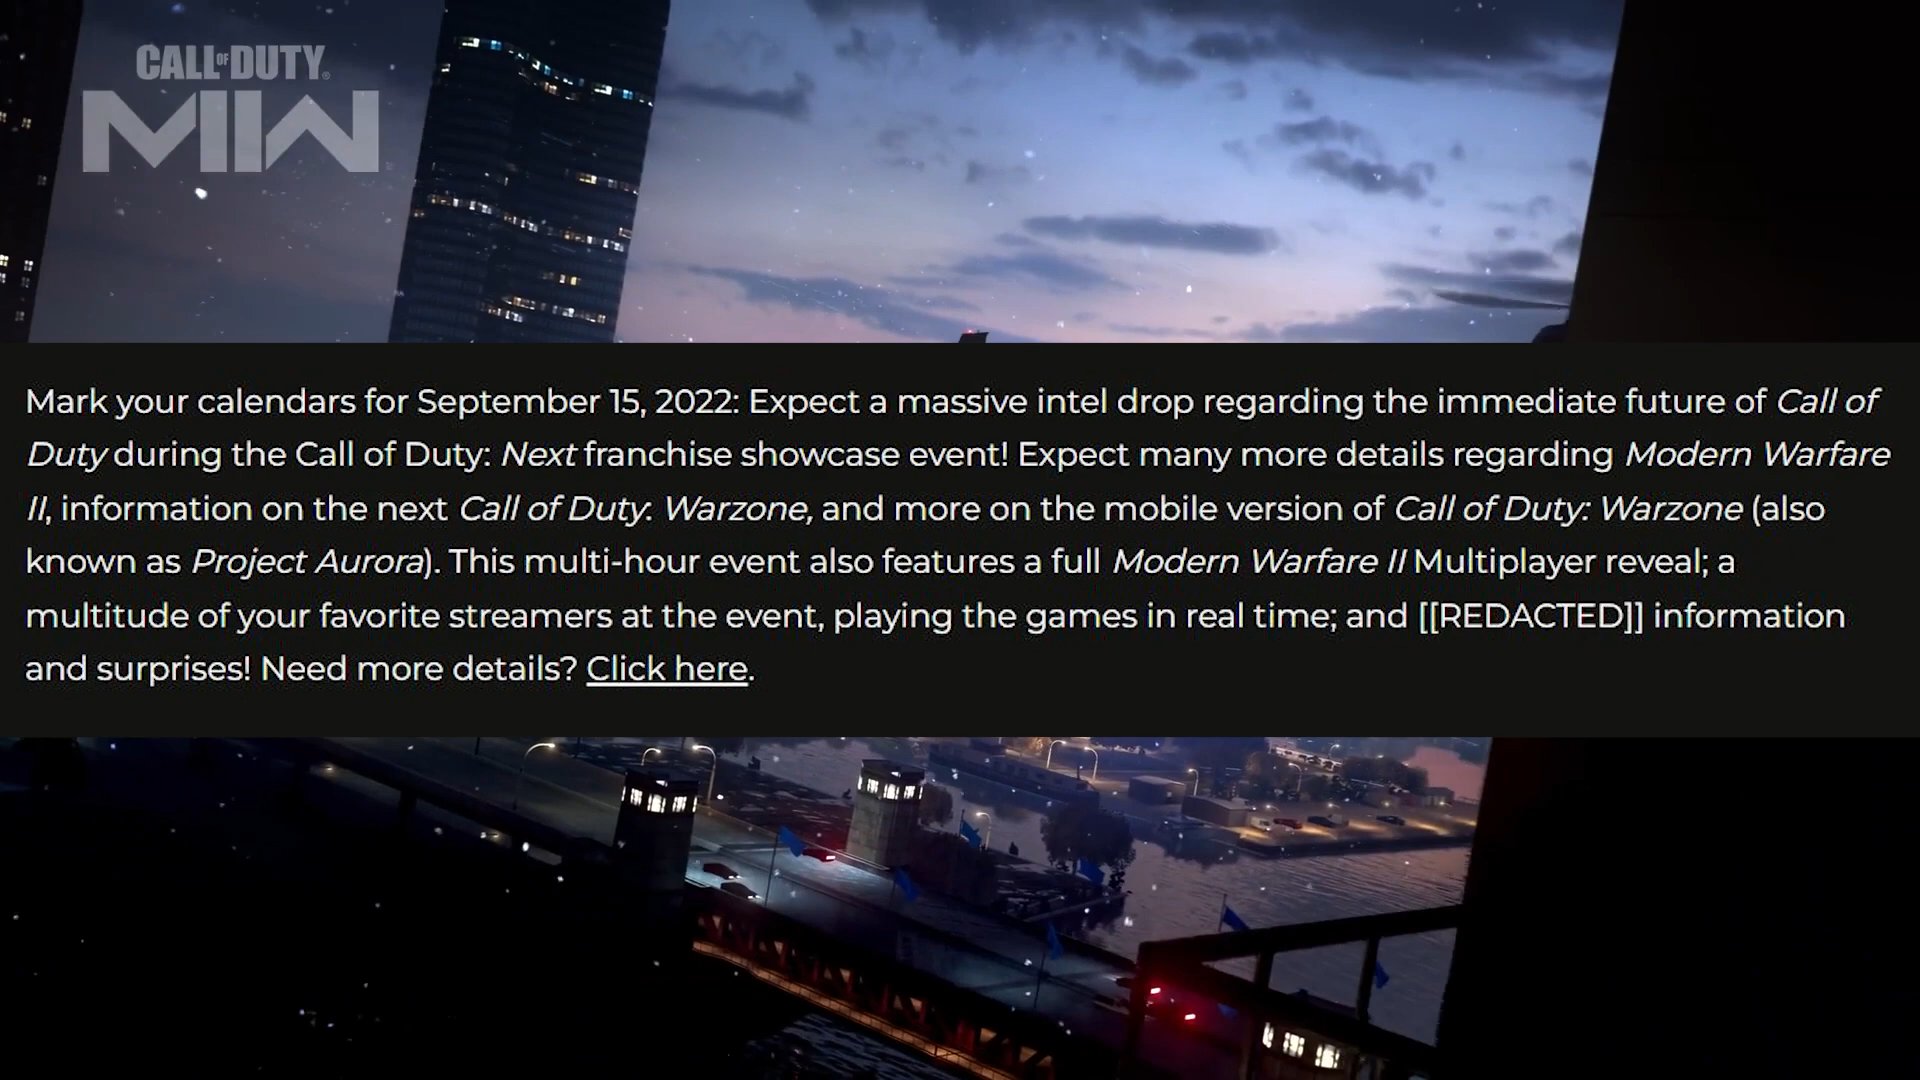 CALL OF DUTY®
MWII
Mark your calendars for September 15, 2022: Expect a massive intel drop regarding the immediate future of Call of
Duty during the Call of Duty: Next franchise showcase event! Expect many more details regarding Modern Warfare
II, information on the next Call of Duty: Warzone, and more on the mobile version of Call of Duty: Warzone (also
known as Project Aurora). This multi-hour event also features a full Modern Warfare II Multiplayer reveal; a
multitude of your favorite streamers at the event, playing the games in real time; and [[REDACTED]] information
and surprises! Need more details? Click here.